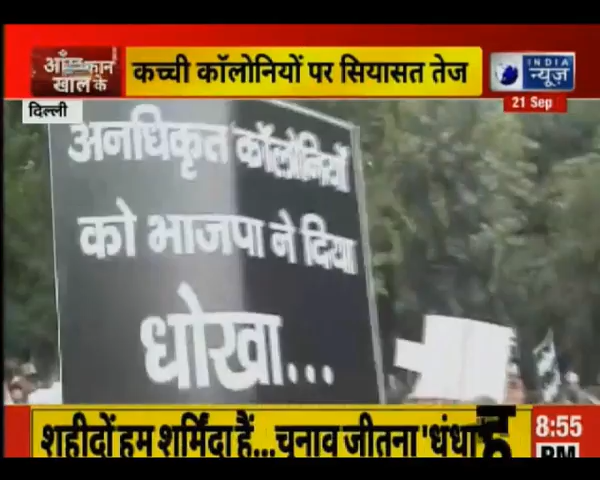 आँख कान
खोल के
कच्ची कॉलोनियों पर सियासत तेज
INDIA
न्यूज़
21 Sep
दिल्ली
अनधिकृत कॉलोनियों
को भाजपा ने दिया
धोखा...
शहीदों हम शर्मिंदा हैं...चुनाव जीतना 'धंधा
8:55
PM